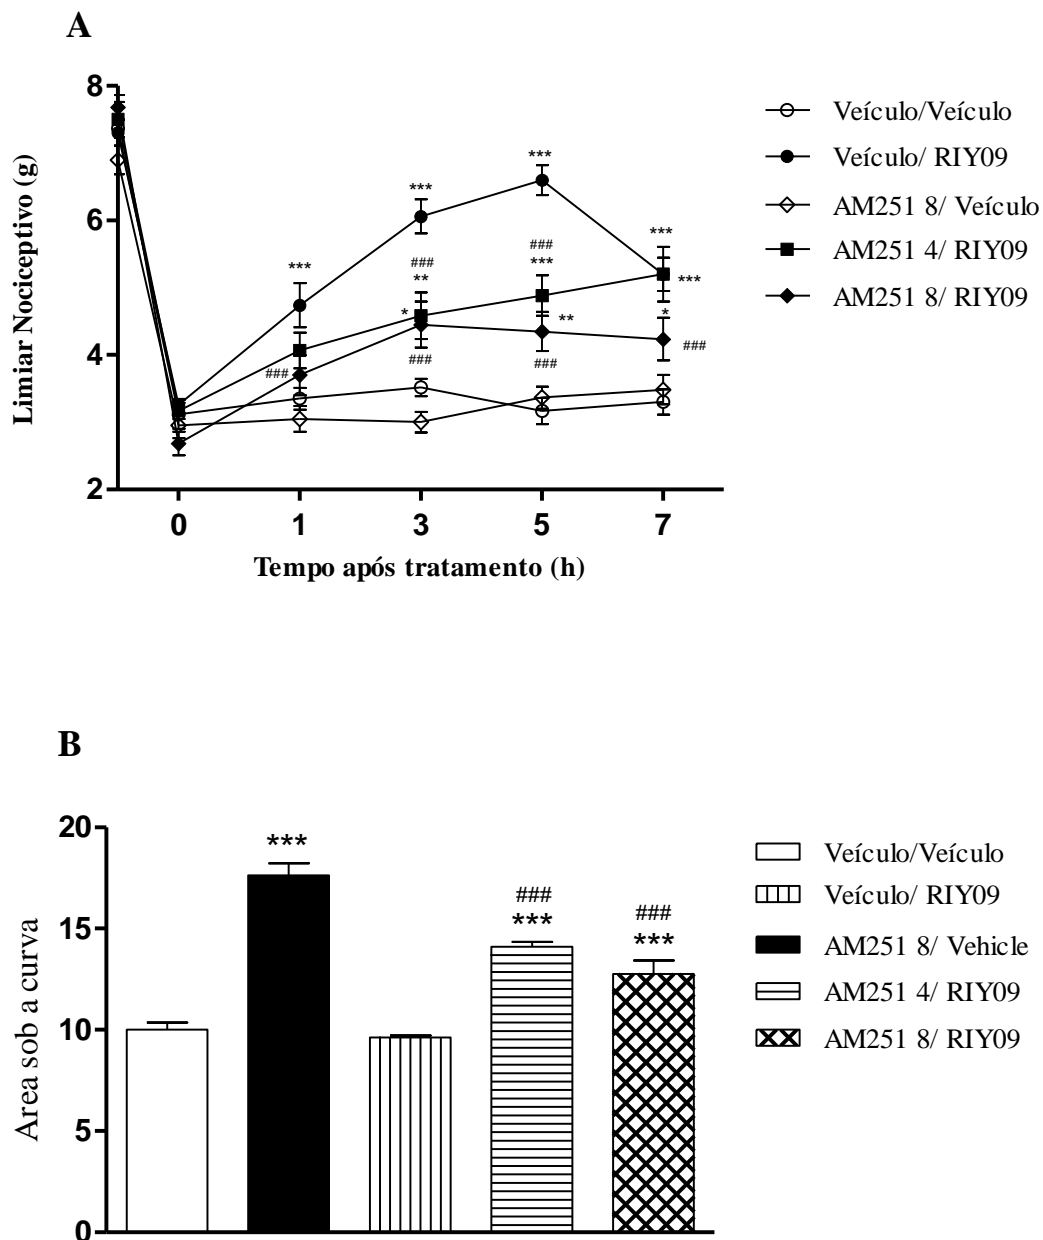 A
Limiar Nociceptivo (g)
8
6
4
2
***
***
***
***
###
**
###
***
***
*
**
*
###
###
###
###
0 1 3 5 7
Tempo após tratamento (h)
Veículo/Veículo
Veículo/ RIY09
AM251 8/ Veículo
AM251 4/ RIY09
AM251 8/ RIY09
B
Area sob a curva
20
15
10
5
0
***
###
***
###
***
Veículo/Veículo
Veículo/ RIY09
AM251 8/ Vehicle
AM251 4/ RIY09
AM251 8/ RIY09